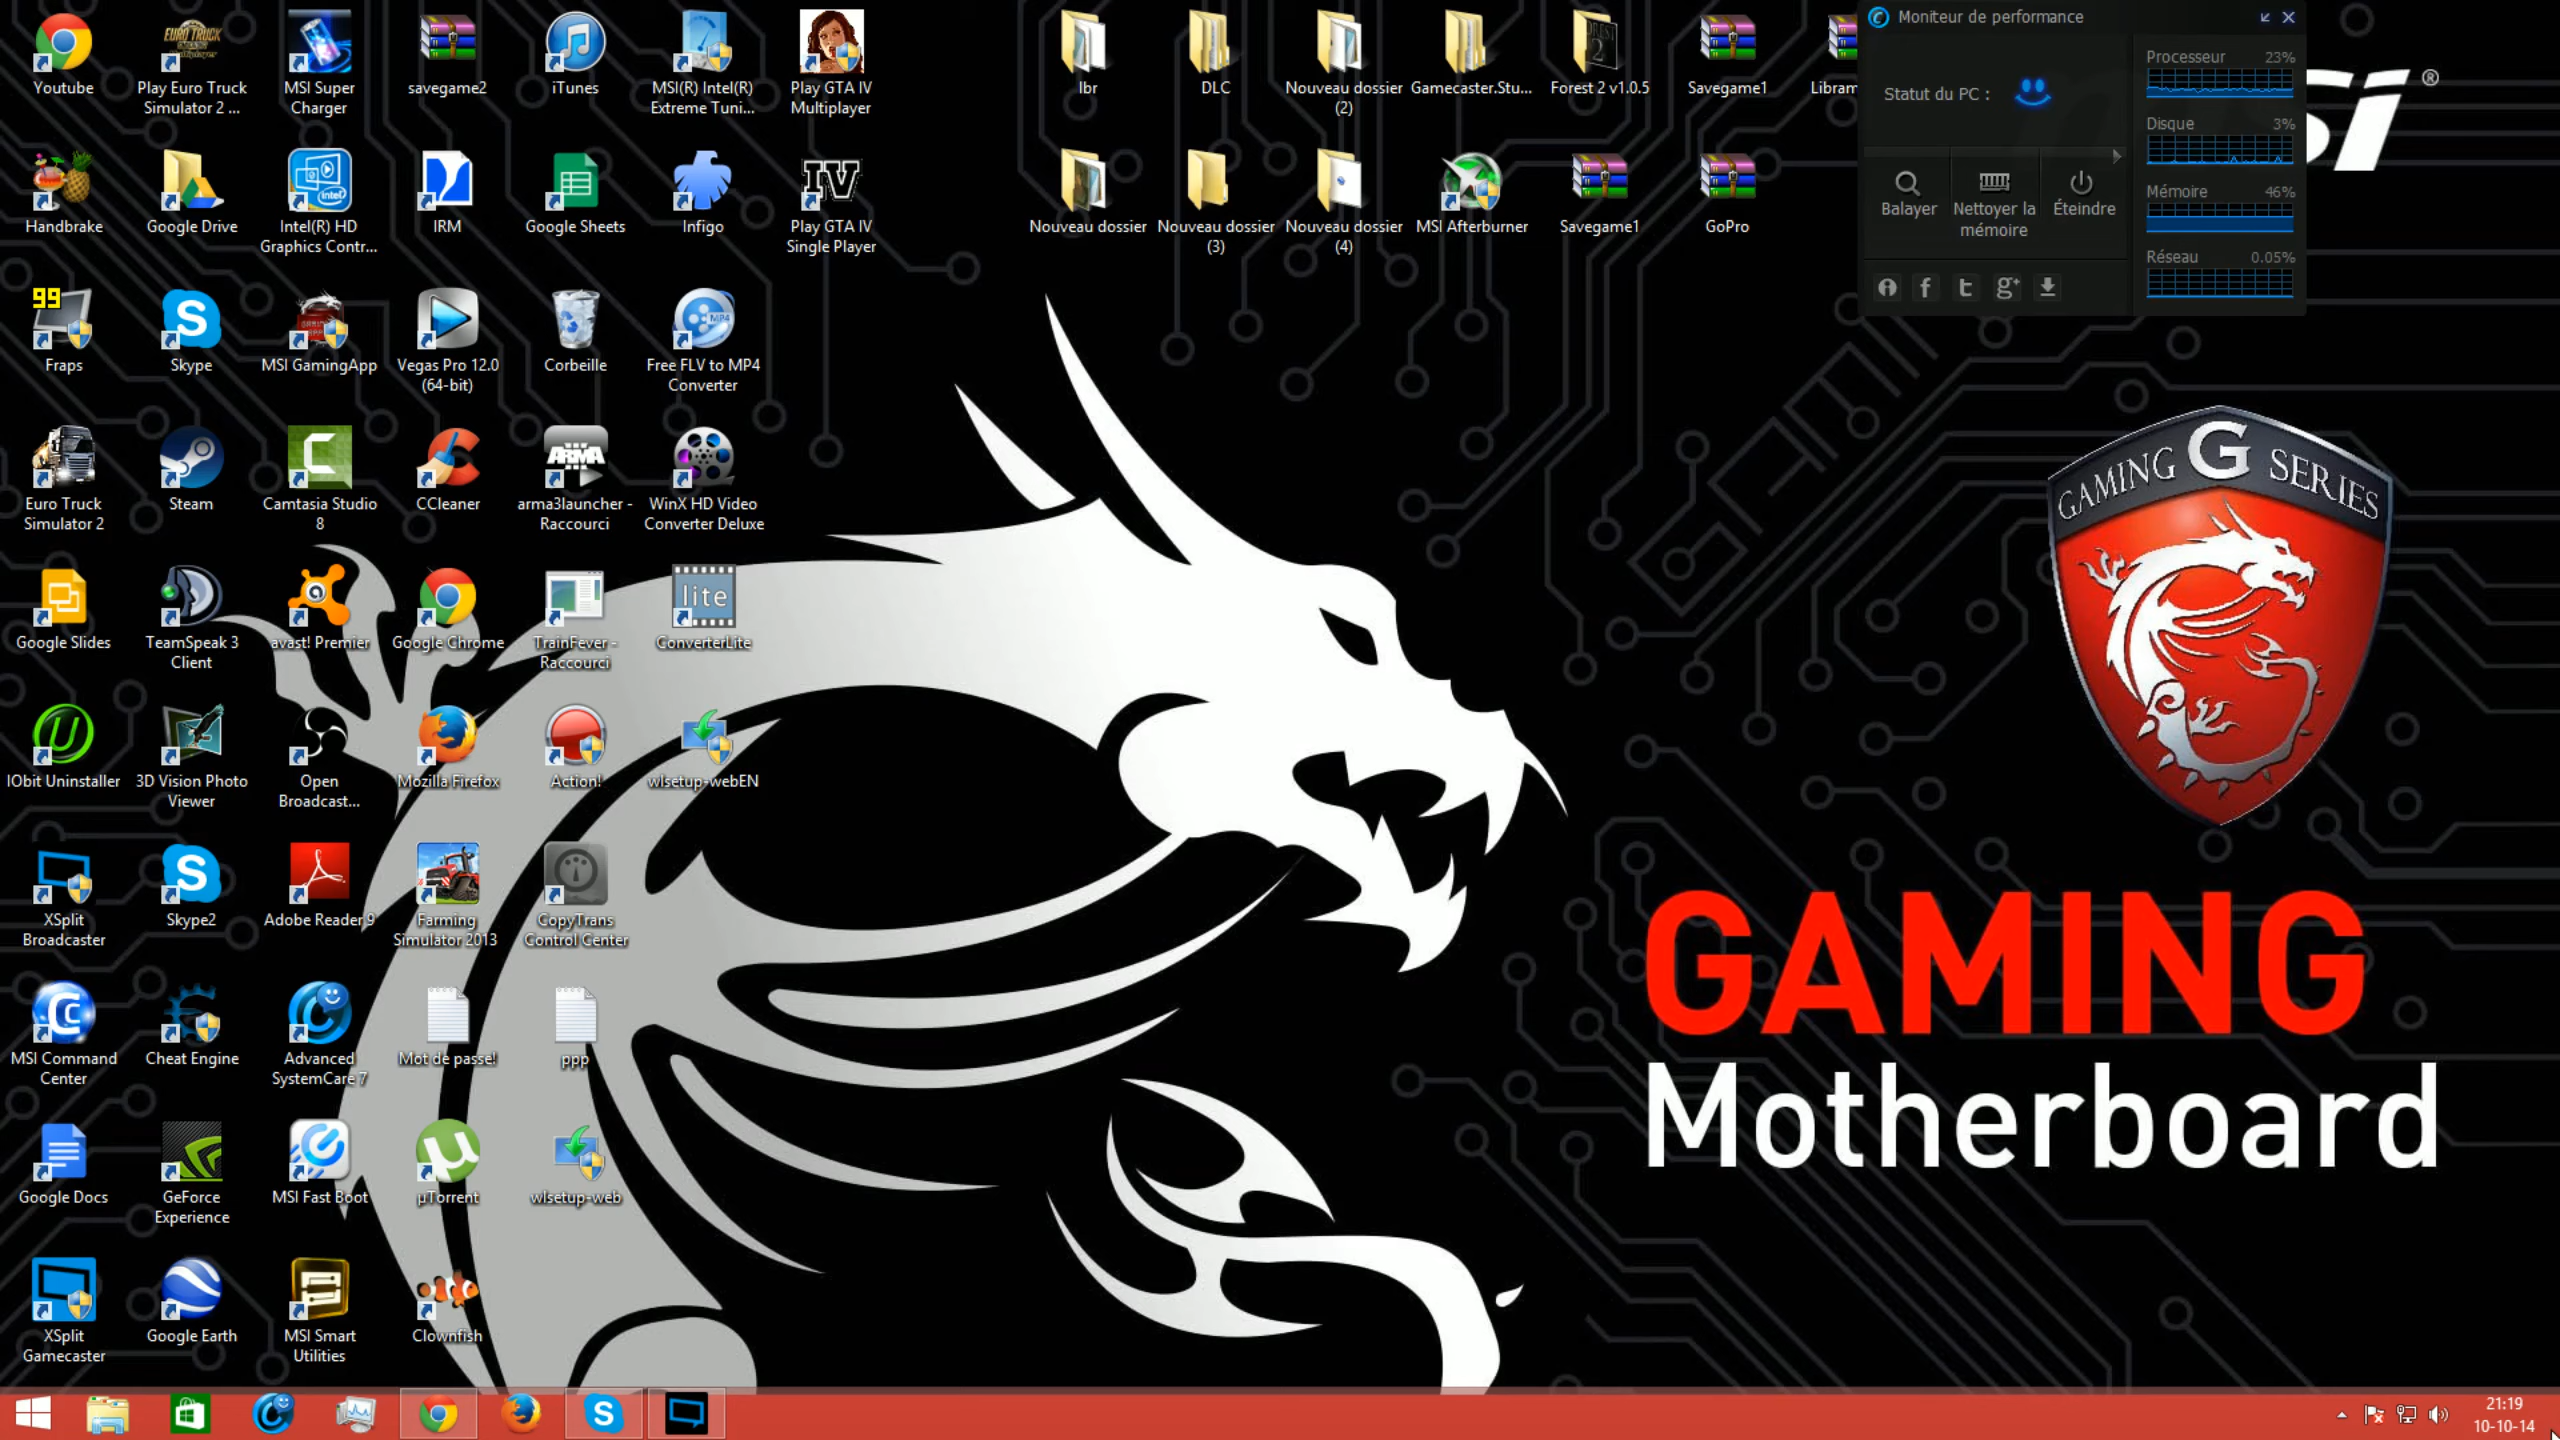 Youtube
Play Euro Truck
Simulator 2 ...
MSI Super
Charger
savegame2
iTunes
MSI(R) Intel(R)
Extreme Tuni...
Play GTA IV
Multiplayer
lbr
DLC
Nouveau dossier
(2)
Gamecaster.Stu...
Forest 2 v1.0.5
Savegame1
Libram
Handbrake
Google Drive
Intel(R) HD
Graphics Contr...
IRM
Google Sheets
Infigo
Play GTA IV
Single Player
Nouveau dossier
Nouveau dossier
(3)
Nouveau dossier
(4)
MSI Afterburner
Savegame1
GoPro
Moniteur de performance
Statut du PC :
Balayer
Nettoyer la
mémoire
Éteindre
Processeur 23%
Disque 3%
Mémoire 46%
Réseau 0.05%
si®
99
Fraps
Skype
MSI GamingApp
Vegas Pro 12.0
(64-bit)
Corbeille
Free FLV to MP4
Converter
Euro Truck
Simulator 2
Steam
Camtasia Studio
8
CCleaner
arma3launcher -
Raccourci
WinX HD Video
Converter Deluxe
Google Slides
TeamSpeak 3
Client
avast! Premier
Google Chrome
TrainFever -
Raccourci
lite
ConverterLite
IObit Uninstaller
3D Vision Photo
Viewer
Open
Broadcast...
Mozilla Firefox
Action!
wlsetup-webEN
XSplit
Broadcaster
Skype2
Adobe Reader 9
Farming
Simulator 2013
CopyTrans
Control Center
MSI Command
Center
Cheat Engine
Advanced
SystemCare 7
Mot de passe!
ppp
Google Docs
GeForce
Experience
MSI Fast Boot
µTorrent
wlsetup-web
XSplit
Gamecaster
Google Earth
MSI Smart
Utilities
Clownfish
GAMING G SERIES
GAMING
Motherboard
21:19
10-10-14